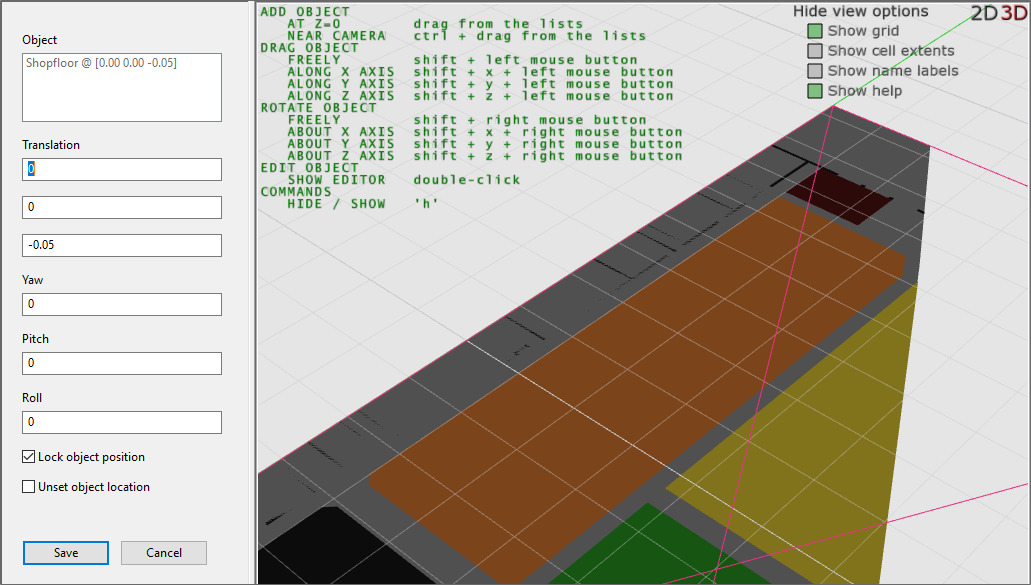 Object
Shopfloor @ [0.00 0.00 -0.05]
Translation
0
0
-0.05
Yaw
0
Pitch
0
Roll
0
Lock object position
Unset object location
Save Cancel
ADD OBJECT
AT Z=0 drag from the lists
NEAR CAMERA ctrl + drag from the lists
DRAG OBJECT
FREELY shift + left mouse button
ALONG X AXIS shift + x + left mouse button
ALONG Y AXIS shift + y + left mouse button
ALONG Z AXIS shift + z + left mouse button
ROTATE OBJECT
FREELY shift + right mouse button
ABOUT X AXIS shift + x + right mouse button
ABOUT Y AXIS shift + y + right mouse button
ABOUT Z AXIS shift + z + right mouse button
EDIT OBJECT
SHOW EDITOR double-click
COMMANDS
HIDE / SHOW 'h'
Hide view options
Show grid
Show cell extents
Show name labels
Show help
2D 3D